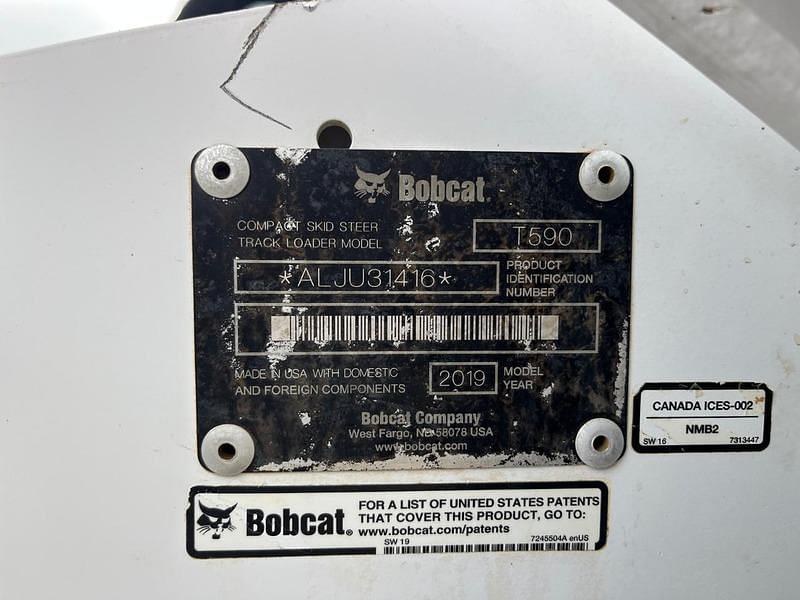 Bobcat®
COMPACT SKID STEER
TRACK LOADER MODEL
T590
*ALJU31416*
PRODUCT
IDENTIFICATION
NUMBER
MADE IN USA WITH DOMESTIC
AND FOREIGN COMPONENTS
2019
MODEL
YEAR
Bobcat Company
West Fargo, ND 58078 USA
www.bobcat.com
CANADA ICES-002
NMB2
SW 16 7313447
Bobcat®
FOR A LIST OF UNITED STATES PATENTS
THAT COVER THIS PRODUCT, GO TO:
www.bobcat.com/patents
SW 19 7245504A enUS